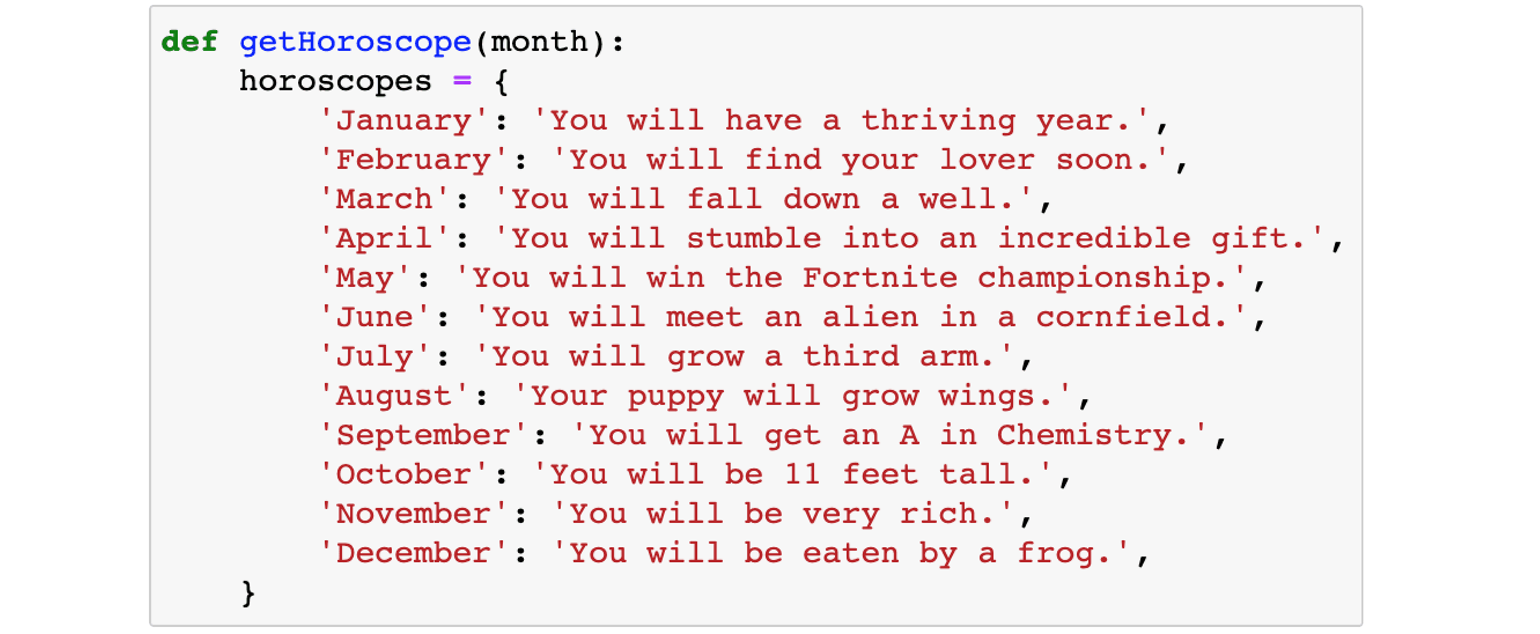 def getHoroscope(month):
    horoscopes = {
        'January': 'You will have a thriving year.',
        'February': 'You will find your lover soon.',
        'March': 'You will fall down a well.',
        'April': 'You will stumble into an incredible gift.',
        'May': 'You will win the Fortnite championship.',
        'June': 'You will meet an alien in a cornfield.',
        'July': 'You will grow a third arm.',
        'August': 'Your puppy will grow wings.',
        'September': 'You will get an A in Chemistry.',
        'October': 'You will be 11 feet tall.',
        'November': 'You will be very rich.',
        'December': 'You will be eaten by a frog.',
    }